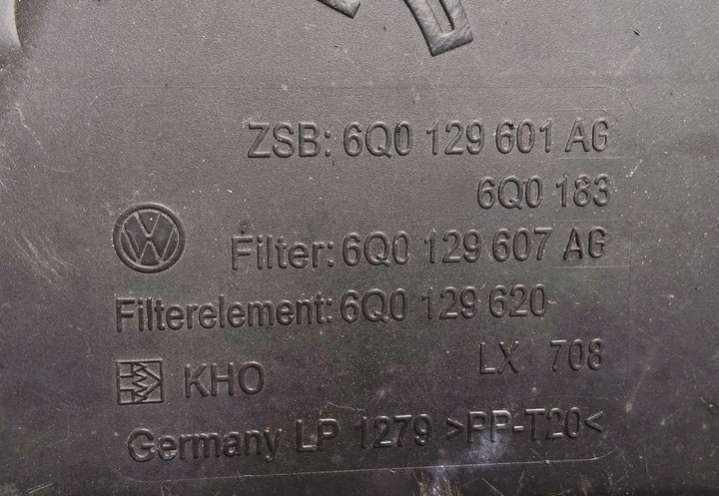 ZSB: 6Q0 129 601 AG
6Q0 183
Filter: 6Q0 129 607 AG
Filterelement: 6Q0 129 620
LX 708
KHO
Germany LP 1279 >PP-T20<